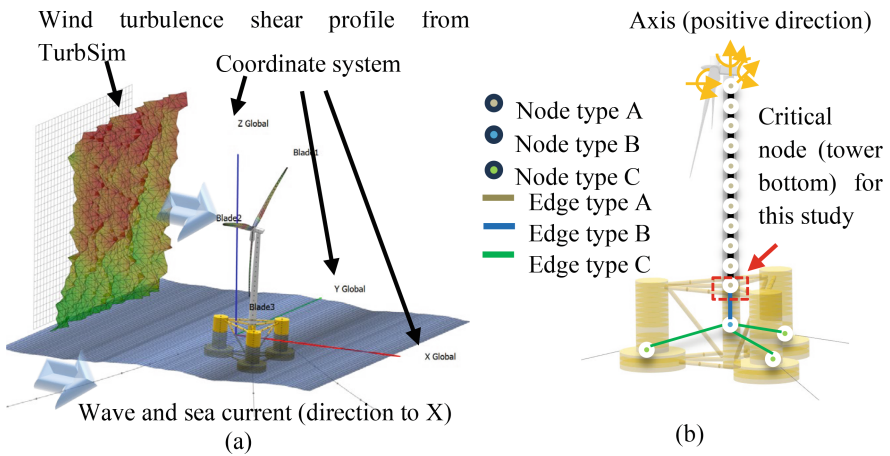 Wind turbulence shear profile from
TurbSim
Coordinate system
Z Global
Blade1
Blade2
Y Global
Blade3
X Global
Wave and sea current (direction to X)
(a)
Axis (positive direction)
Node type A
Node type B
Node type C
Edge type A
Edge type B
Edge type C
Critical
node (tower
bottom) for
this study
(b)